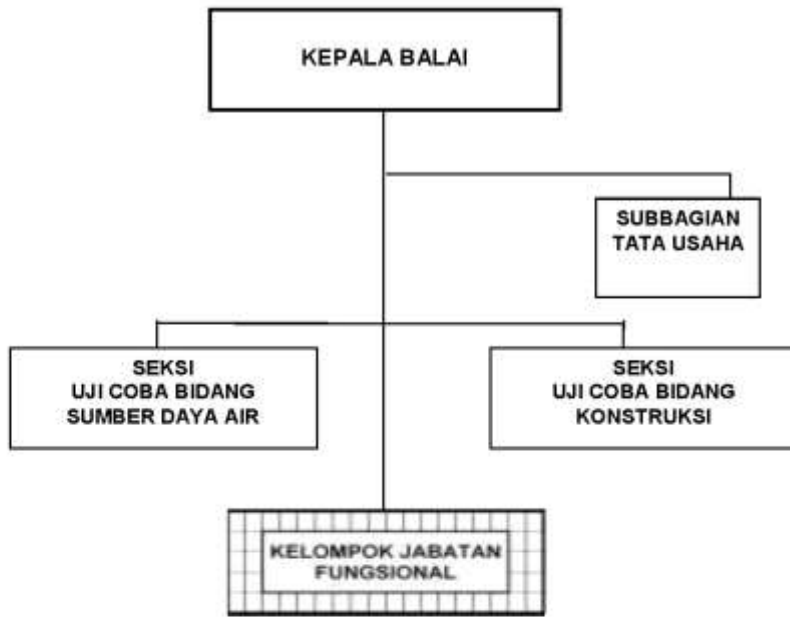 KEPALA BALAI
SUBBAGIAN
TATA USAHA
SEKSI
UJI COBA BIDANG
SUMBER DAYA AIR
SEKSI
UJI COBA BIDANG
KONSTRUKSI
KELOMPOK JABATAN
FUNGSIONAL